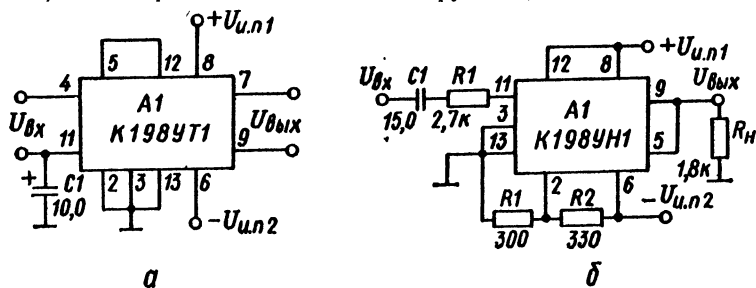 +Uи.п1
5 12 8
4 7
Uвх
A1
К198УТ1
Uвых
11 9
+ C1
10,0
2 3 13 6
-Uи.п2
а
+Uи.п1
12 8
Uвх C1 R1
11 9 Uвых
15,0 2,7к
A1
К198УН1
3
13 5
Rн
1,8к
2 6
R1 R2
300 330
-Uи.п2
б